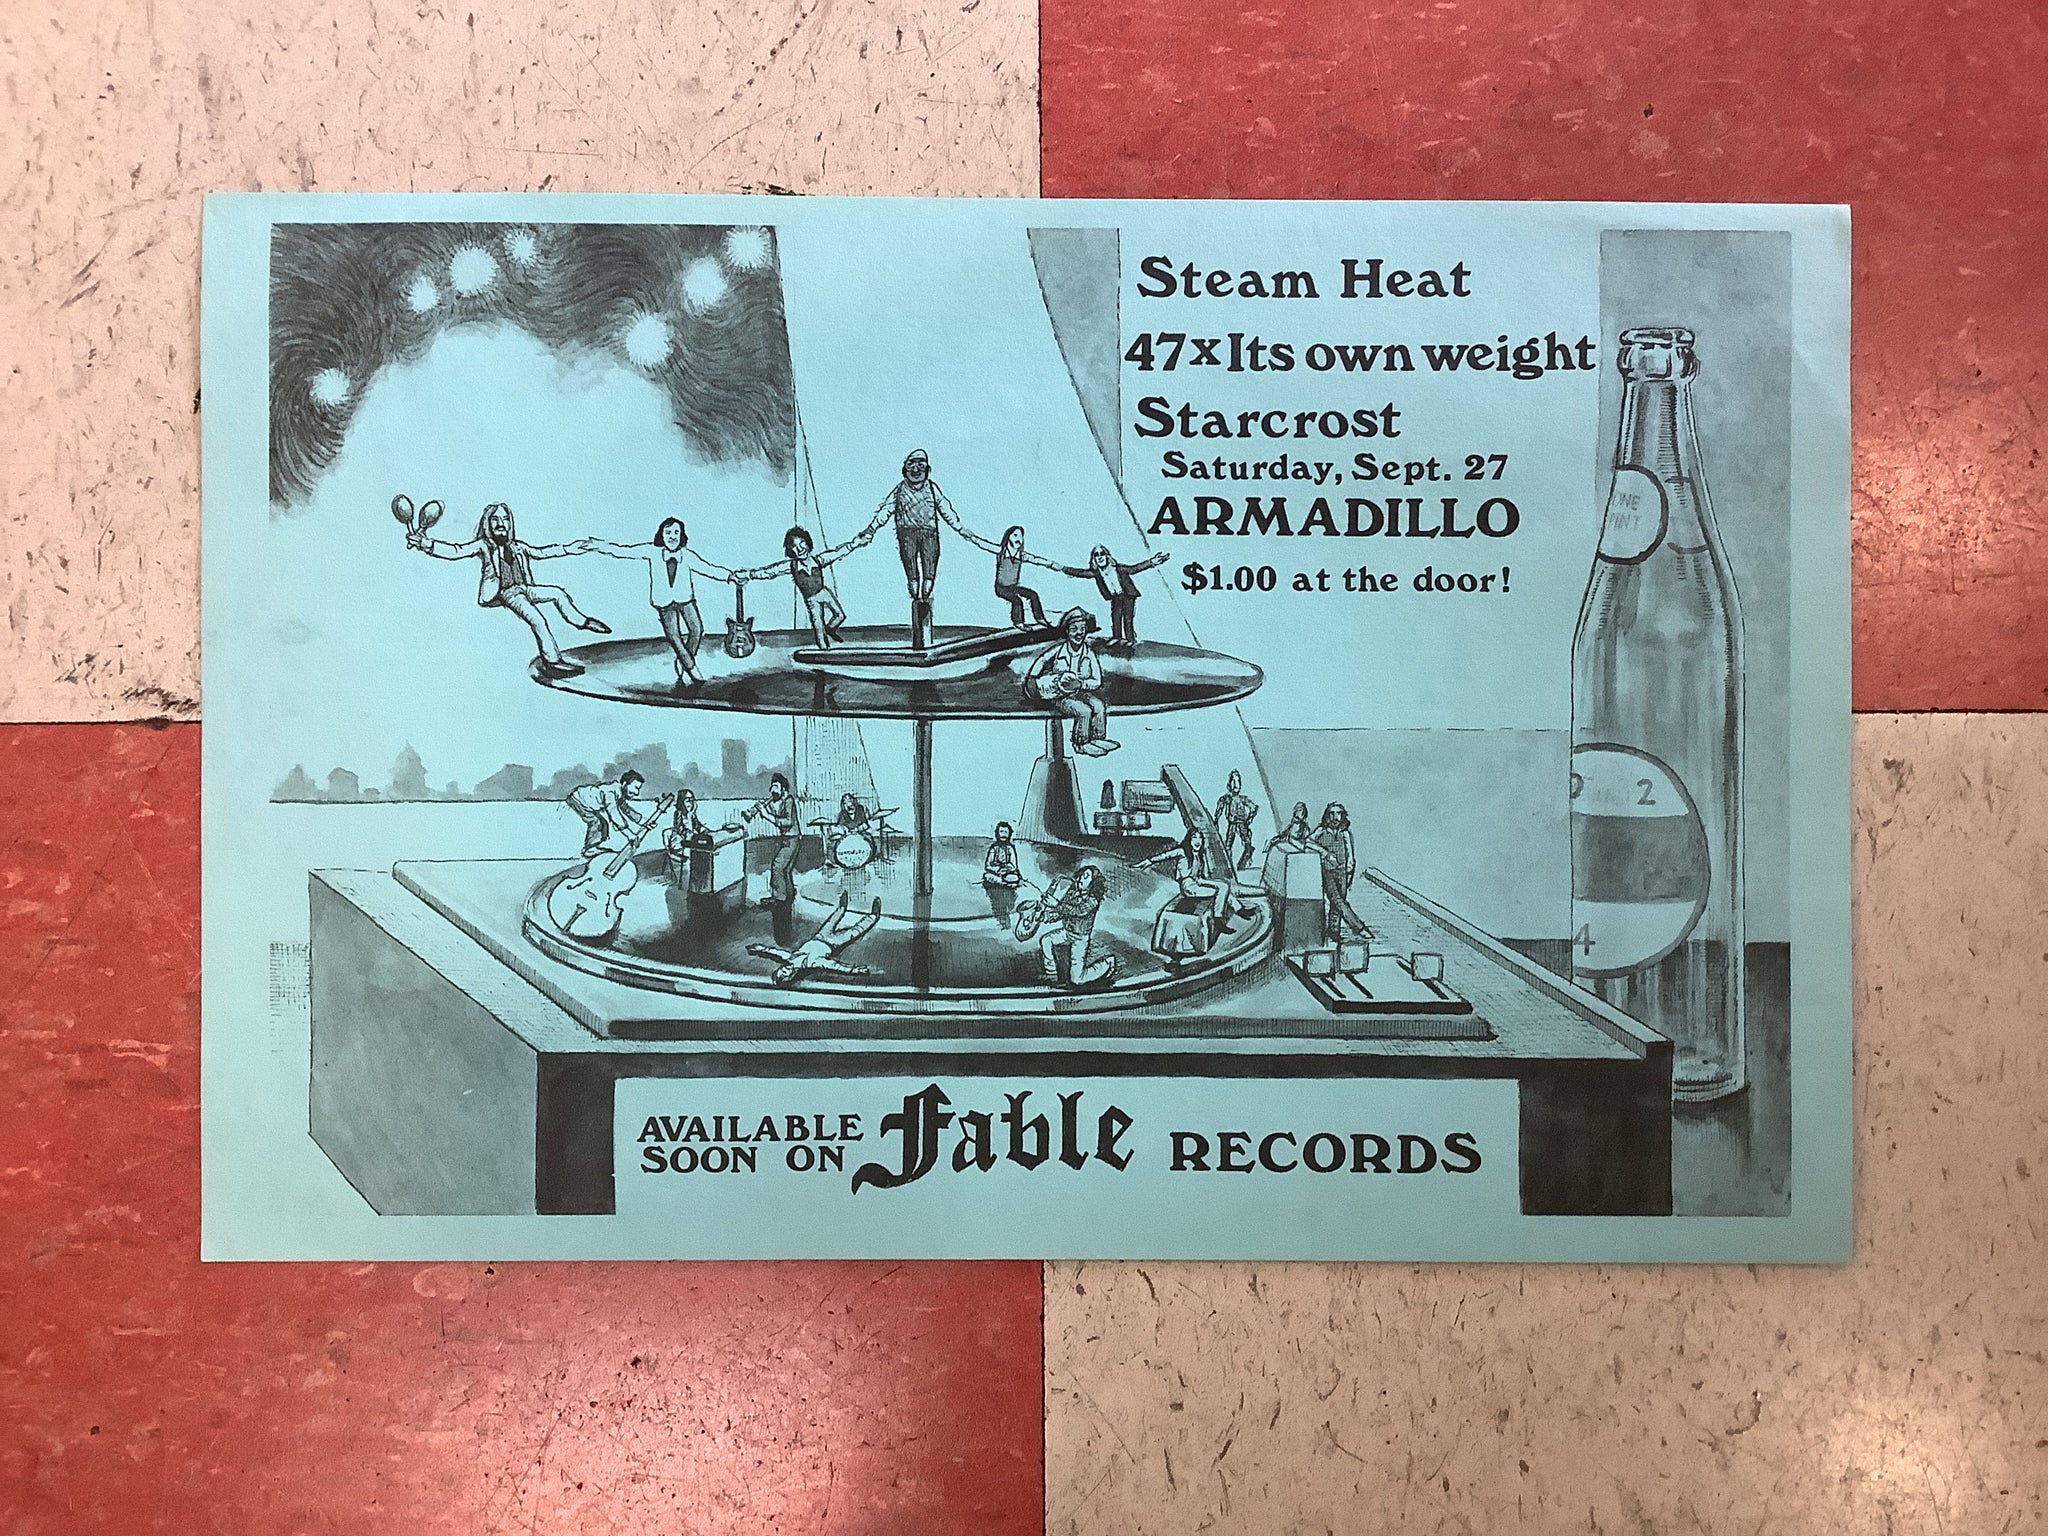 Steam Heat
47x Its own weight
Starcrost
Saturday, Sept. 27
ARMADILLO
$1.00 at the door!
ONE
PINT
2
4
AVAILABLE
SOON ON Fable RECORDS